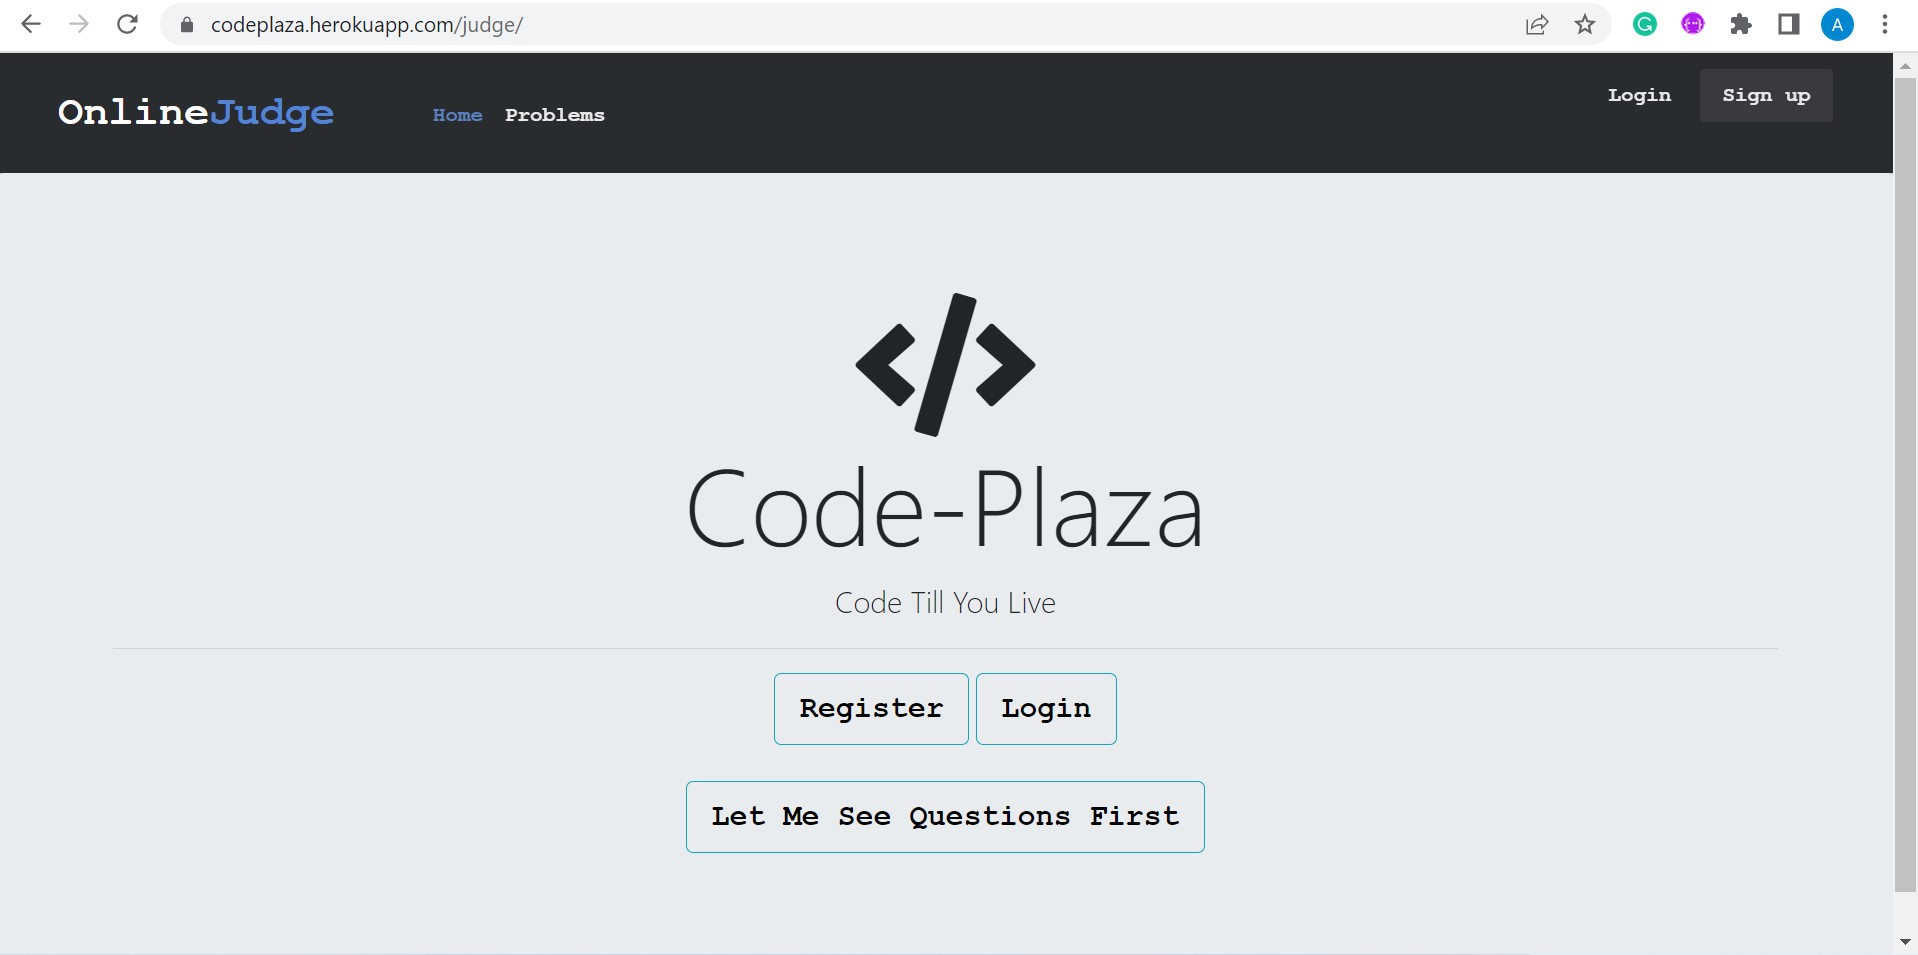 codeplaza.herokuapp.com/judge/
A
OnlineJudge
Home Problems
Login Sign up
</>
Code-Plaza
Code Till You Live
Register Login
Let Me See Questions First